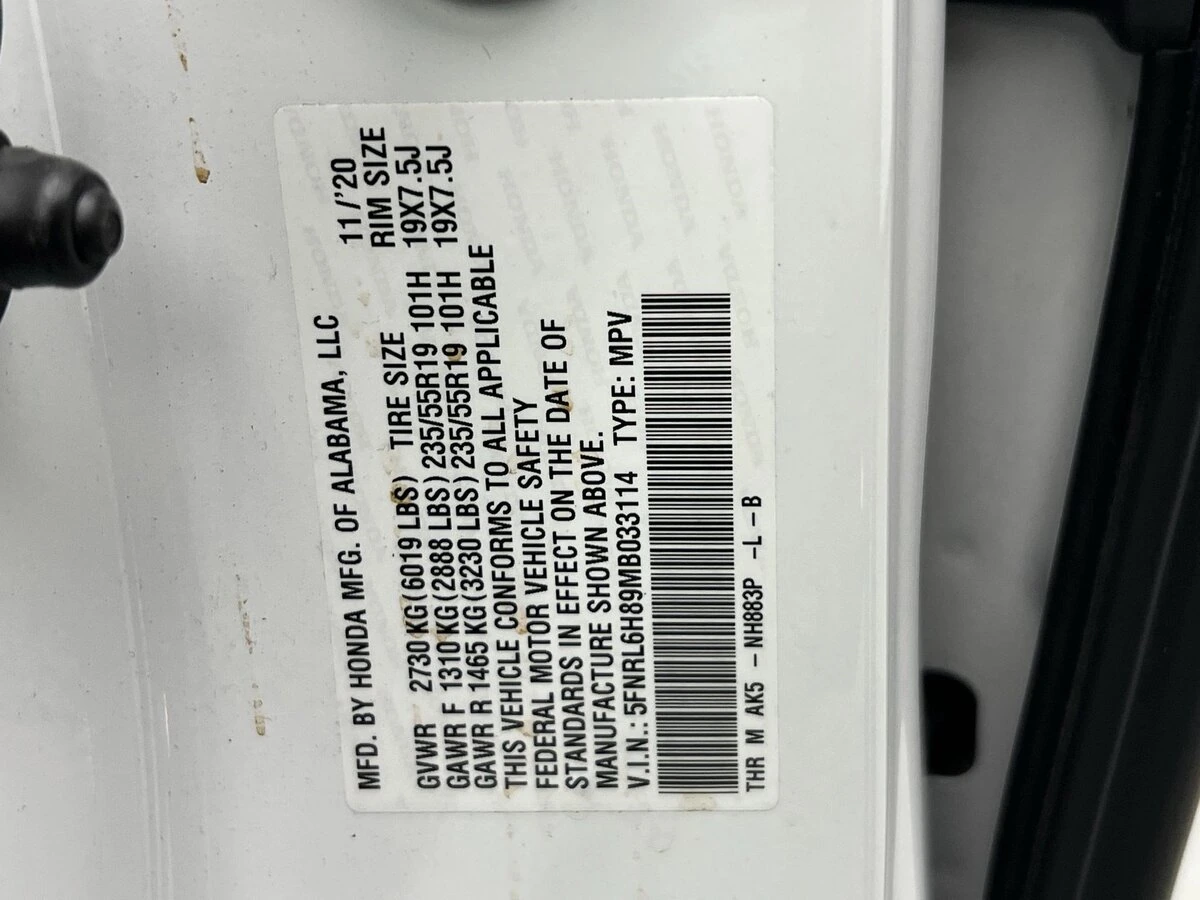 MFD. BY HONDA MFG. OF ALABAMA, LLC 11/'20
TIRE SIZE RIM SIZE
GVWR 2730 KG(6019 LBS)
GAWR F 1310 KG(2888 LBS) 235/55R19 101H 19X7.5J
GAWR R 1465 KG(3230 LBS) 235/55R19 101H 19X7.5J
THIS VEHICLE CONFORMS TO ALL APPLICABLE
FEDERAL MOTOR VEHICLE SAFETY
STANDARDS IN EFFECT ON THE DATE OF
MANUFACTURE SHOWN ABOVE.
V.I.N.: 5FNRL6H89MB033114 TYPE: MPV
THR M AK5 - NH883P -L-B